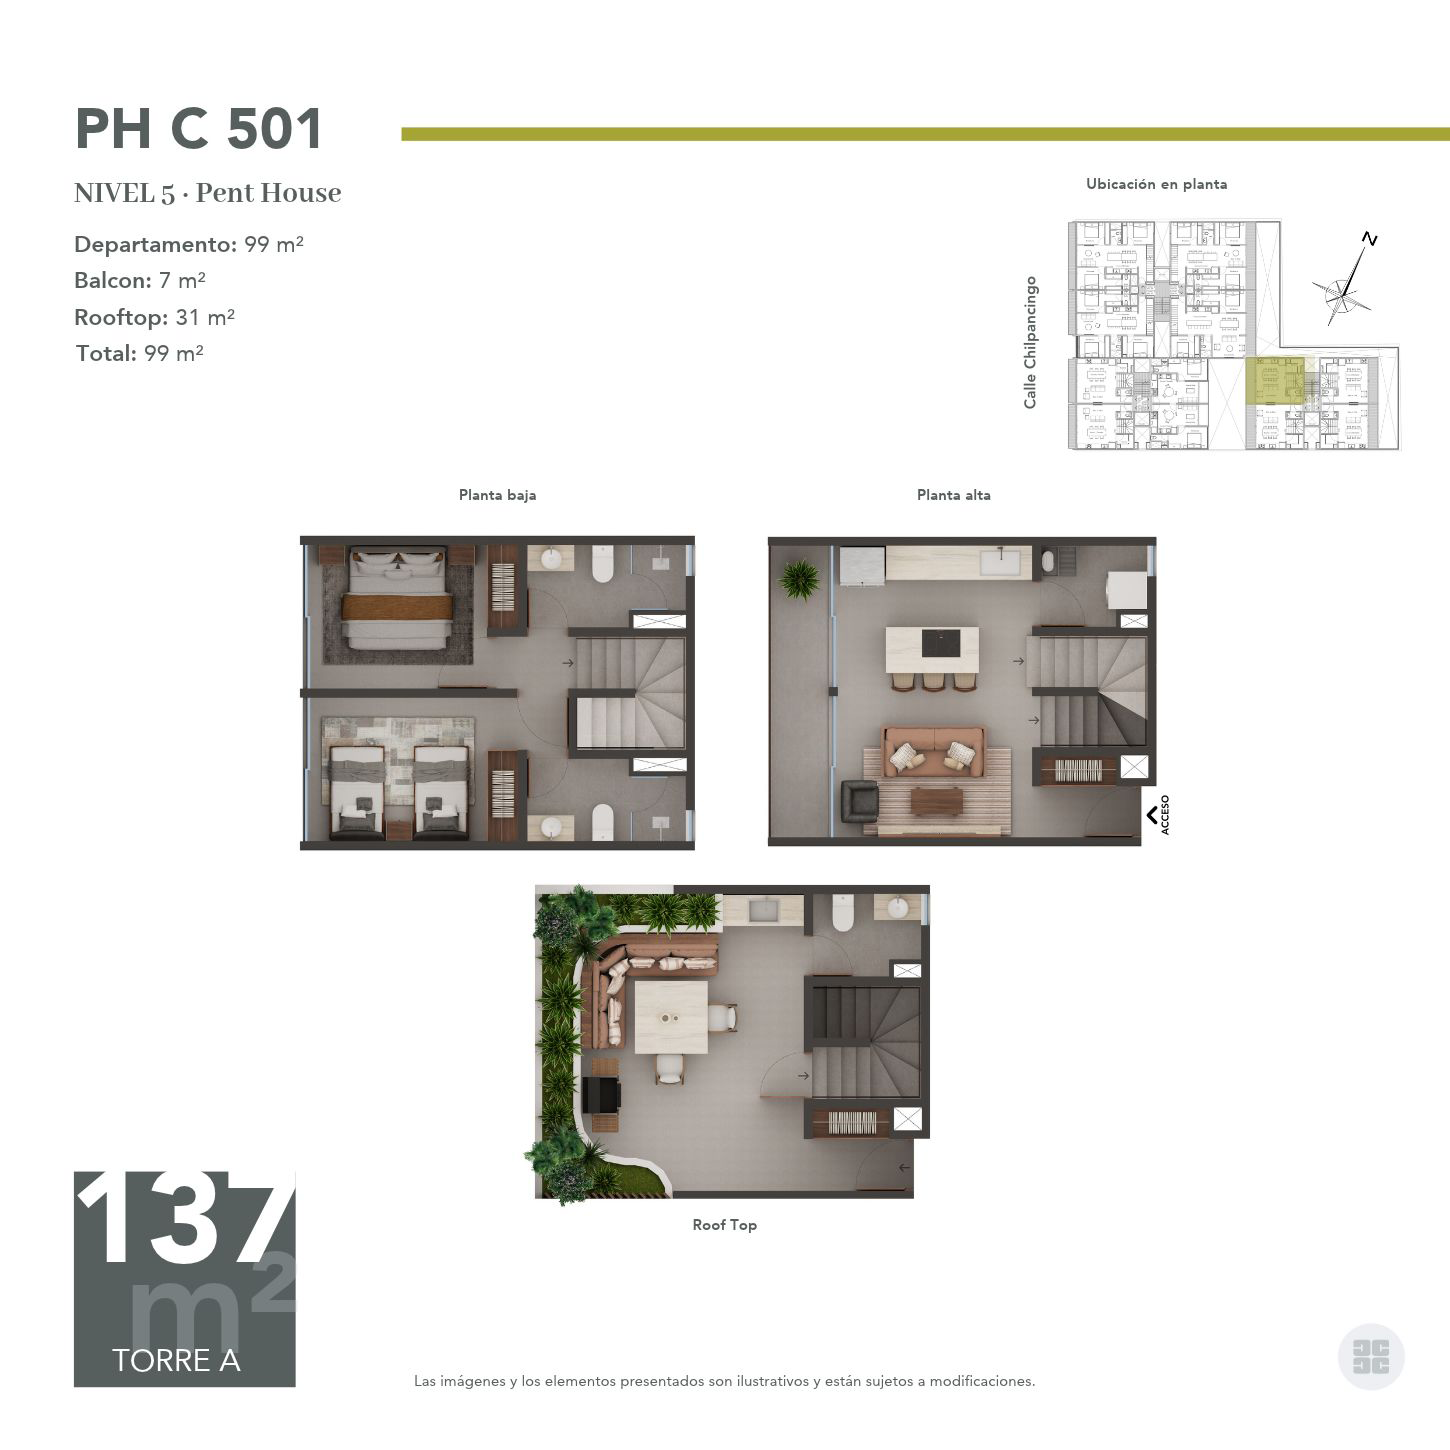 PH C 501
NIVEL 5 · Pent House
Departamento: 99 m²
Balcon: 7 m²
Rooftop: 31 m²
Total: 99 m²
Ubicación en planta
N
Calle Chilpancingo
Planta baja
Planta alta
ACCESO
Roof Top
137
m²
TORRE A
Las imágenes y los elementos presentados son ilustrativos y están sujetos a modificaciones.